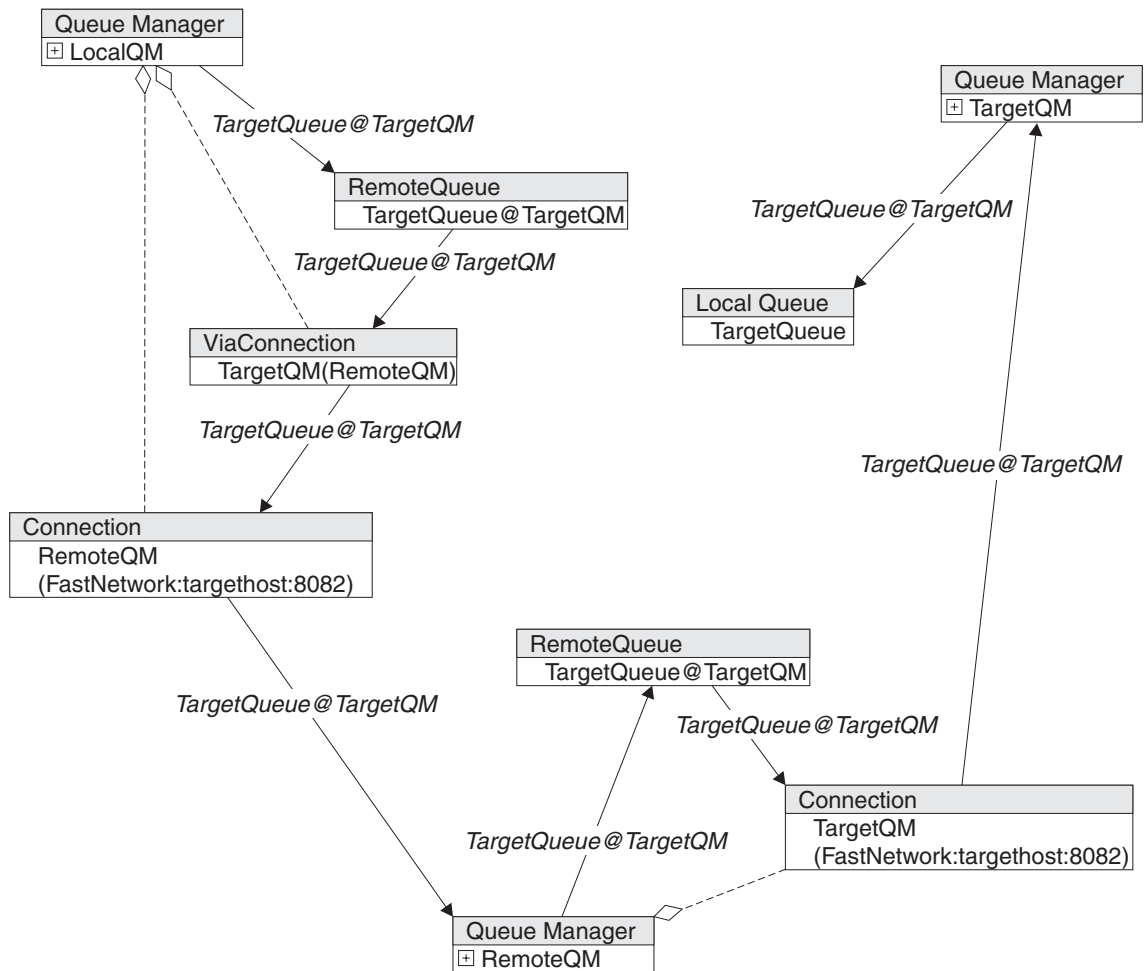 Queue Manager
LocalQM
Queue Manager
TargetQM
TargetQueue@TargetQM
RemoteQueue
TargetQueue@TargetQM
TargetQueue@TargetQM
TargetQueue@TargetQM
Local Queue
TargetQueue
ViaConnection
TargetQM(RemoteQM)
TargetQueue@TargetQM
TargetQueue@TargetQM
Connection
RemoteQM
(FastNetwork:targethost:8082)
RemoteQueue
TargetQueue@TargetQM
TargetQueue@TargetQM
TargetQueue@TargetQM
Connection
TargetQM
(FastNetwork:targethost:8082)
TargetQueue@TargetQM
Queue Manager
RemoteQM